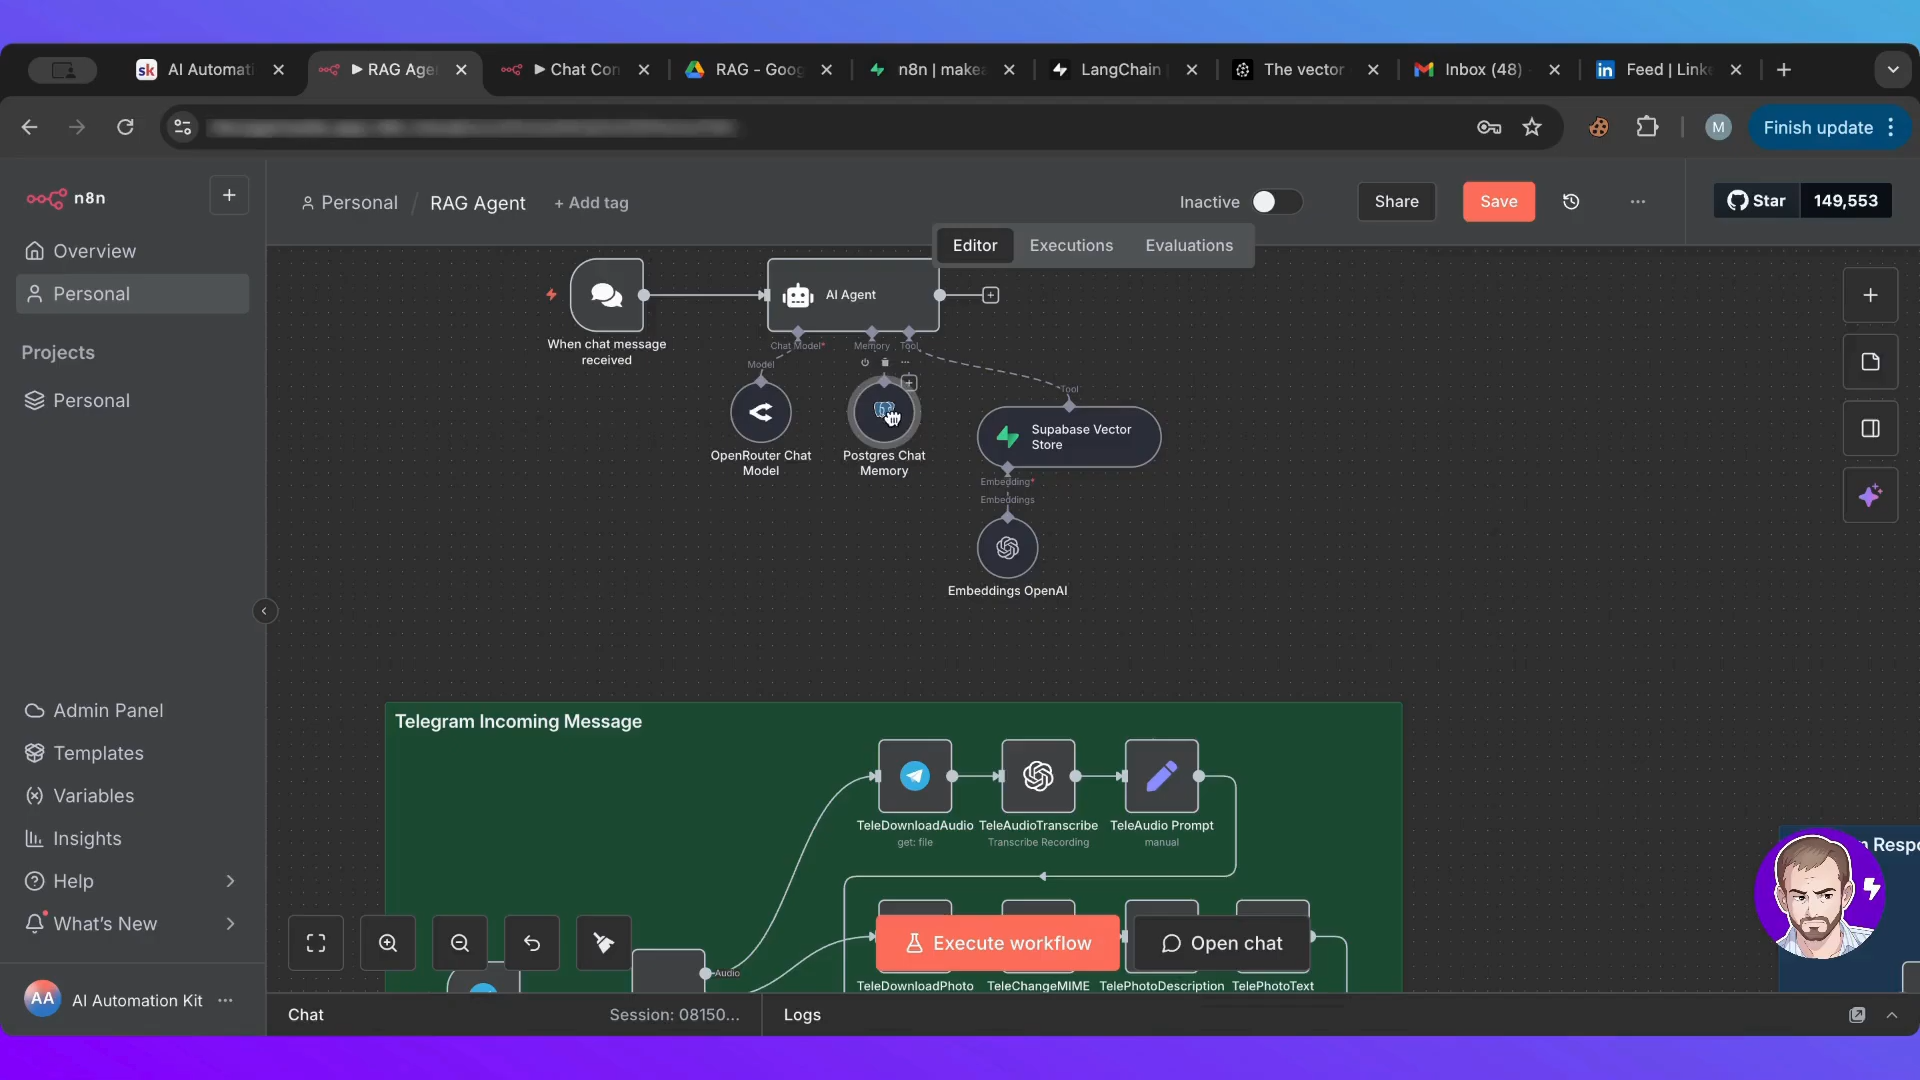 sk AI Automati
RAG Age
Chat Con
RAG - Goog
n8n | makea
LangChain
The vector
Inbox (48)
Feed | Linke
M
Finish update
n8n
Personal / RAG Agent + Add tag
Inactive
Share
Save
Star 149,553
Editor Executions Evaluations
Overview
Personal
Projects
Personal
AI Agent
When chat message
received
Chat Model*
Memory
Tool
Model
Tool
OpenRouter Chat
Model
Postgres Chat
Memory
Supabase Vector
Store
Embedding*
Embeddings
Embeddings OpenAI
Telegram Incoming Message
TeleDownloadAudio
get: file
TeleAudioTranscribe
Transcribe Recording
TeleAudio Prompt
manual
Audio
Execute workflow
Open chat
TeleDownloadPhoto
TeleChangeMIME
TelePhotoDescription
TelePhotoText
n Respo
Admin Panel
Templates
Variables
Insights
Help
What's New
AA AI Automation Kit
Chat
Session: 08150...
Logs